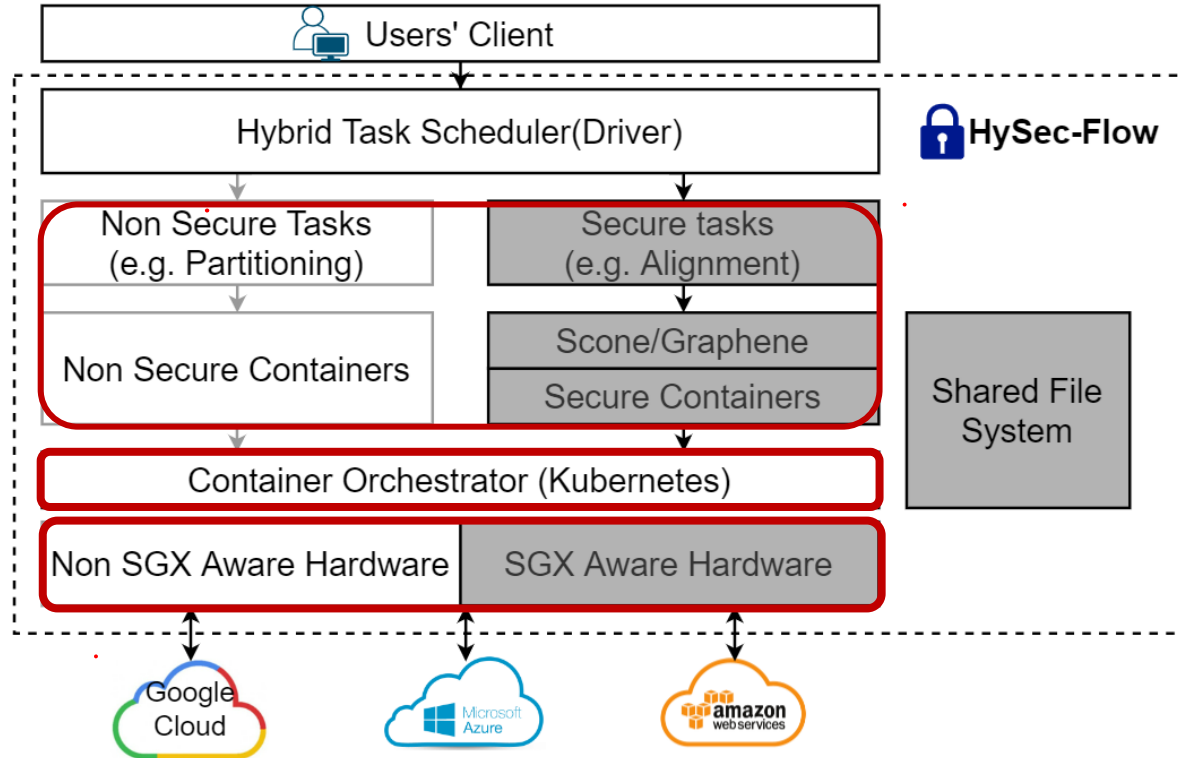 Users' Client
Hybrid Task Scheduler(Driver)
HySec-Flow
Non Secure Tasks
(e.g. Partitioning)
Secure tasks
(e.g. Alignment)
Non Secure Containers
Scone/Graphene
Secure Containers
Shared File
System
Container Orchestrator (Kubernetes)
Non SGX Aware Hardware
SGX Aware Hardware
Google
Cloud
Microsoft
Azure
amazon
webservices